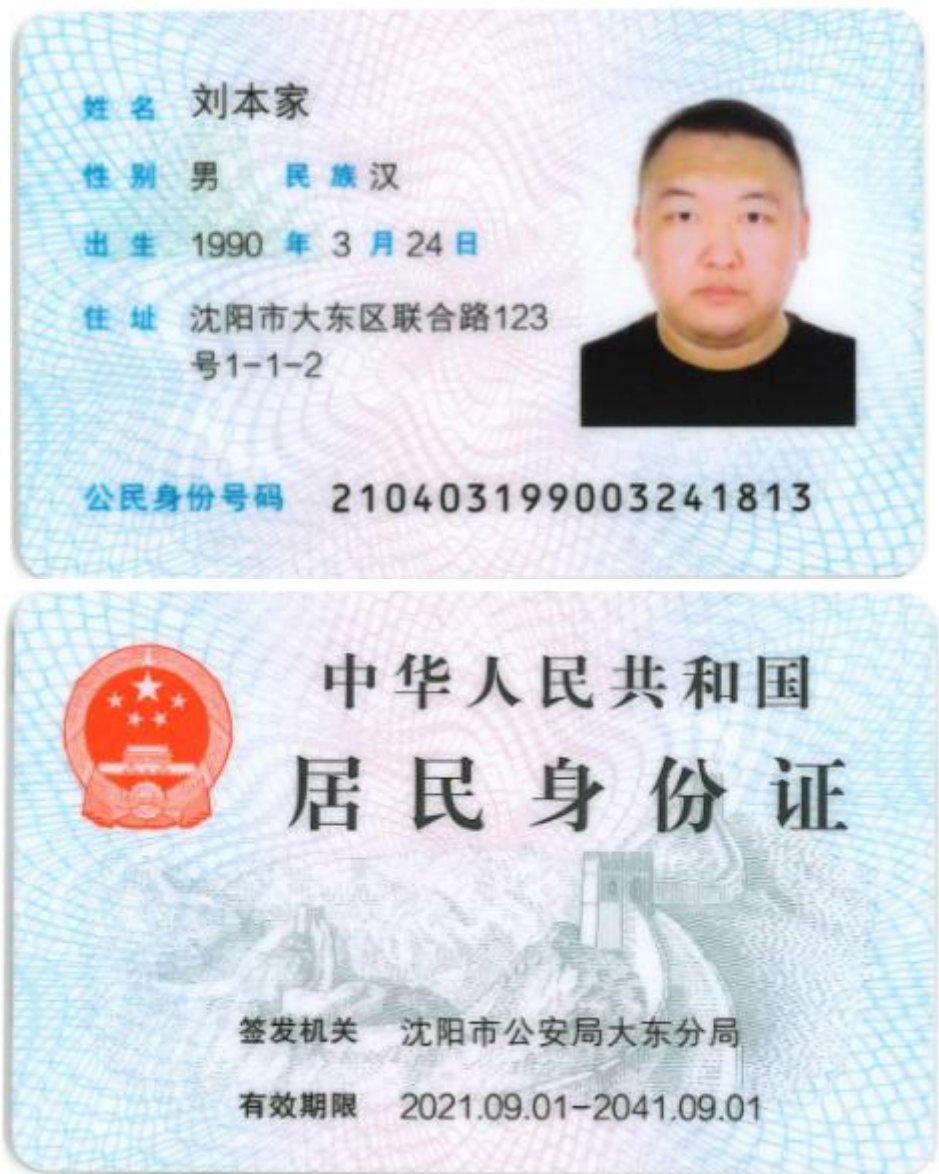 姓名 刘本家
性别 男 民族 汉
出生 1990 年 3 月 24 日
住址 沈阳市大东区联合路123
号1-1-2
公民身份号码 210403199003241813
中华人民共和国
居民身份证
签发机关 沈阳市公安局大东分局
有效期限 2021.09.01-2041.09.01